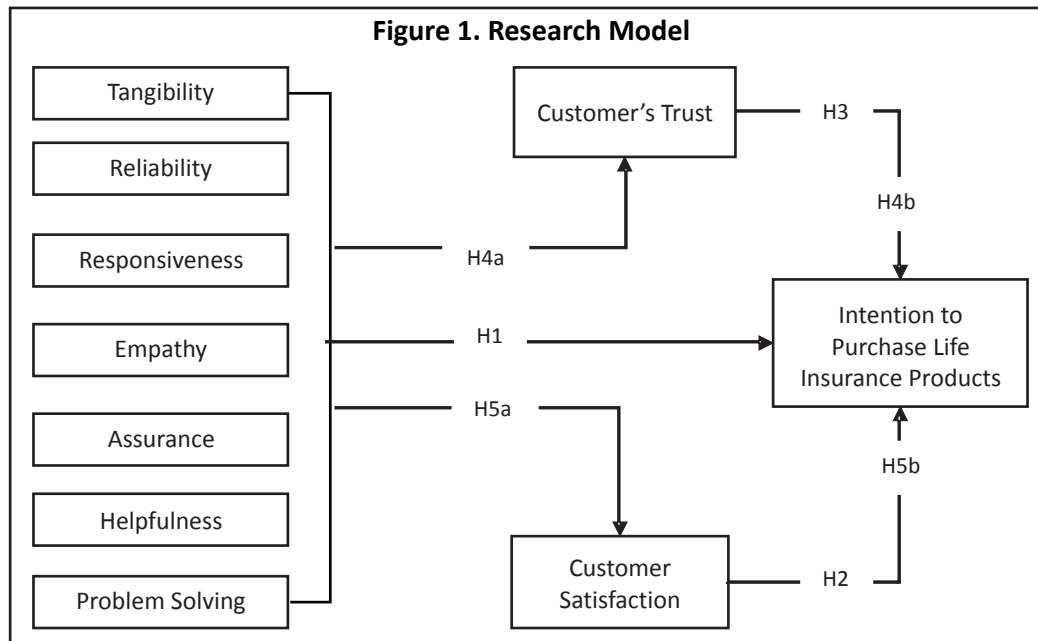 Figure 1. Research Model
Tangibility
Reliability
Responsiveness
Empathy
Assurance
Helpfulness
Problem Solving
Customer’s Trust
H3
H4b
H4a
H1
H5a
Intention to
Purchase Life
Insurance Products
H5b
Customer
Satisfaction
H2